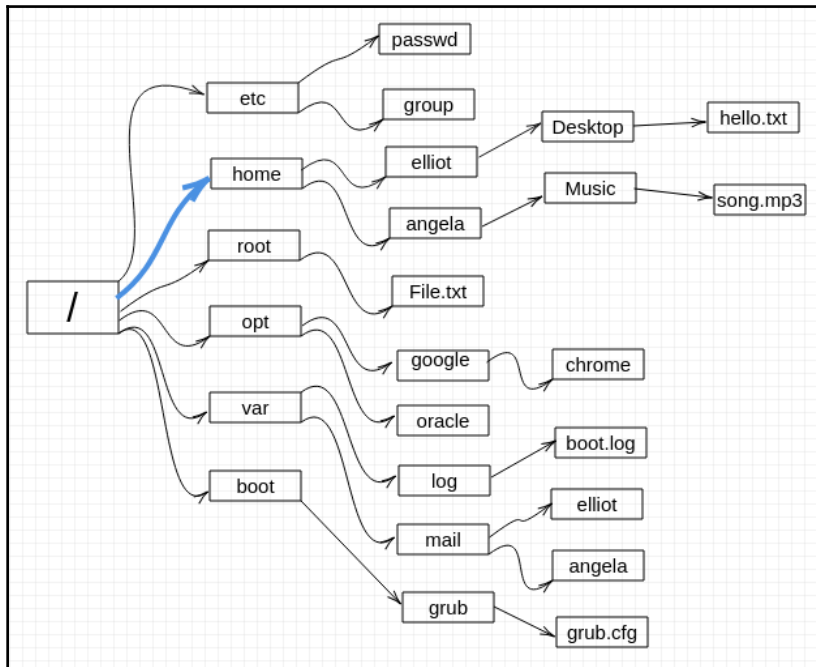 passwd
etc
group
hello.txt
Desktop
elliot
home
Music
song.mp3
angela
root
File.txt
/
opt
google
chrome
var
oracle
boot.log
log
boot
elliot
mail
angela
grub
grub.cfg